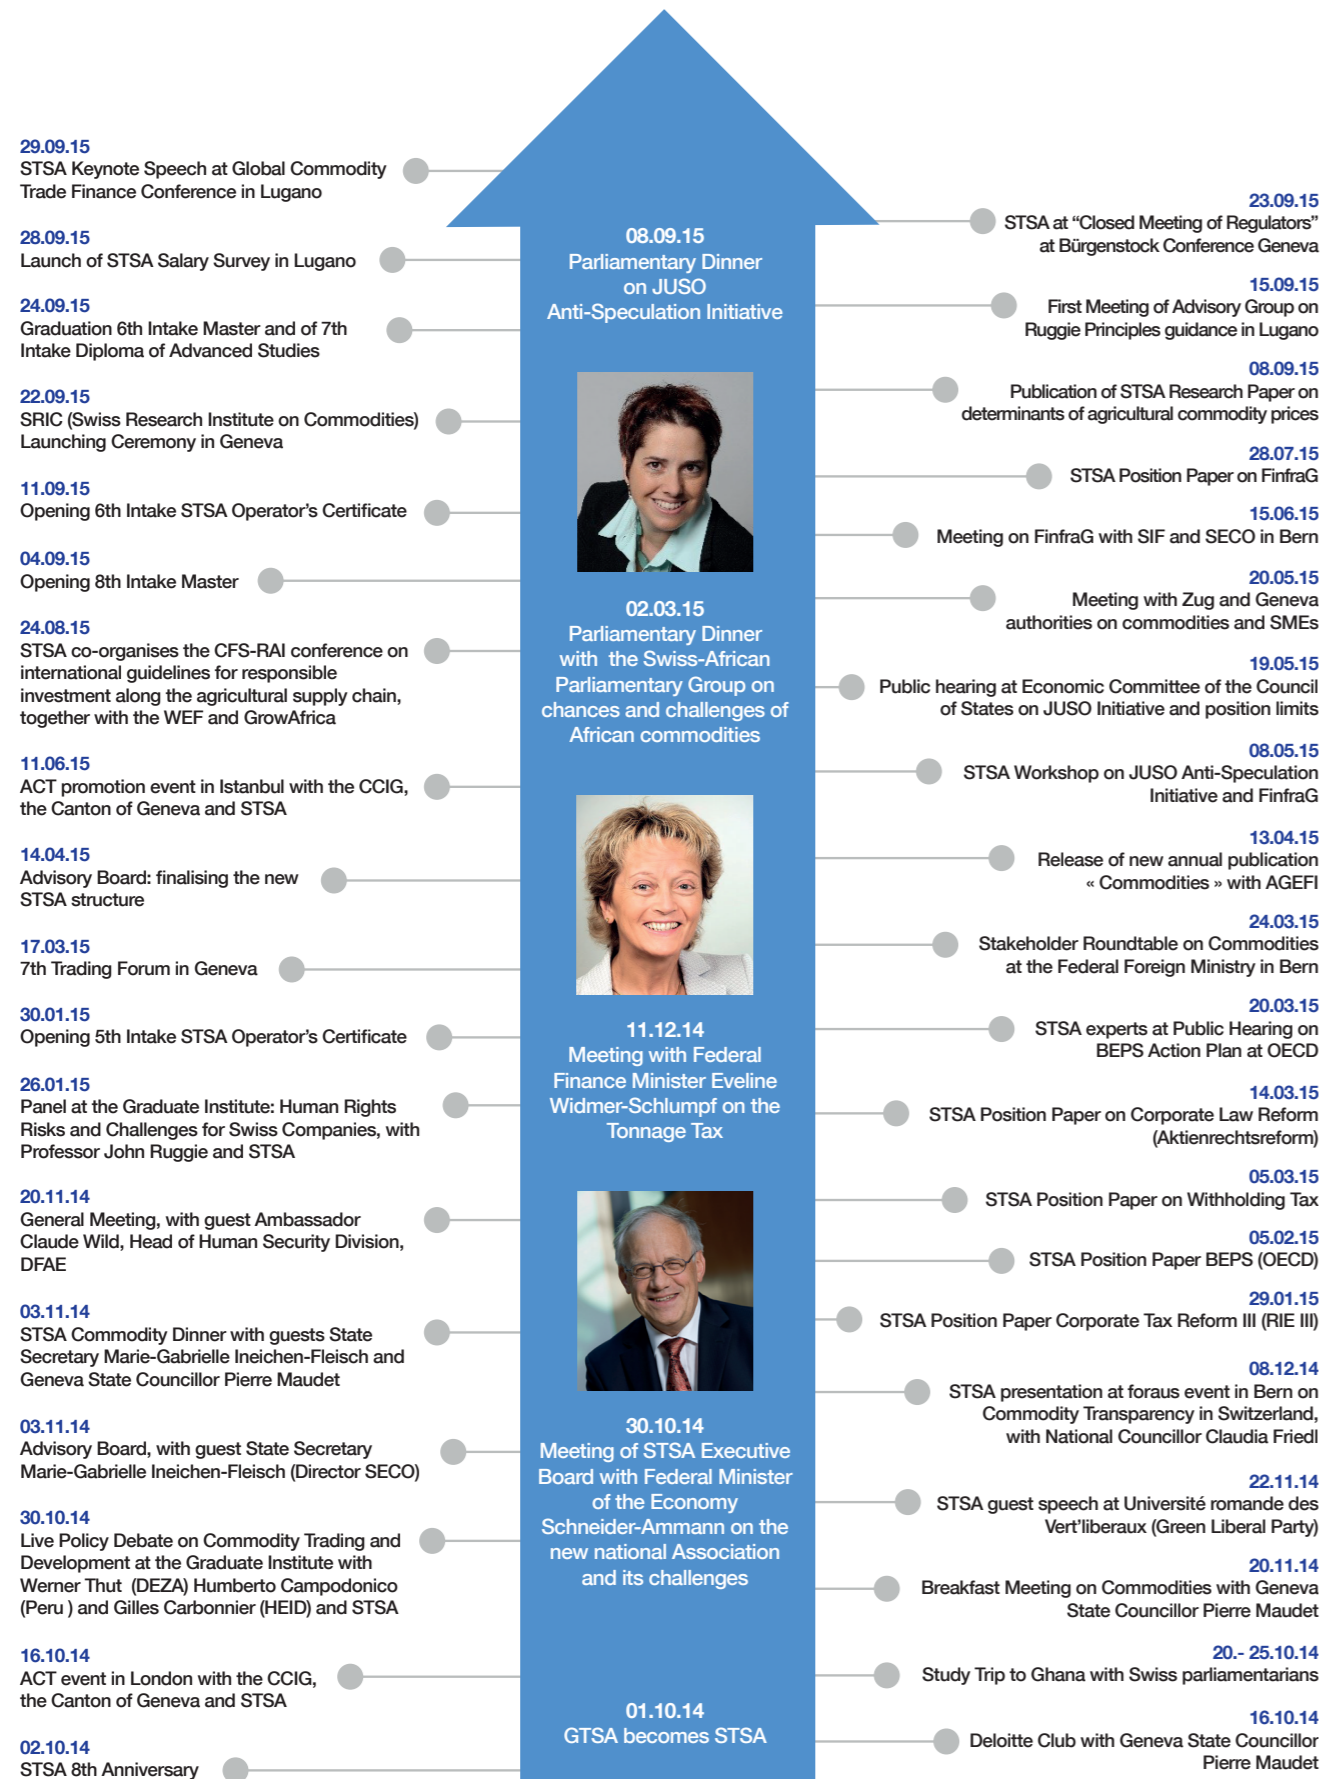 29.09.15
STSA Keynote Speech at Global Commodity
Trade Finance Conference in Lugano
28.09.15
Launch of STSA Salary Survey in Lugano
24.09.15
Graduation 6th Intake Master and of 7th
Intake Diploma of Advanced Studies
22.09.15
SRIC (Swiss Research Institute on Commodities)
Launching Ceremony in Geneva
11.09.15
Opening 6th Intake STSA Operator's Certificate
04.09.15
Opening 8th Intake Master
24.08.15
STSA co-organises the CFS-RAI conference on
international guidelines for responsible
investment along the agricultural supply chain,
together with the WEF and GrowAfrica
11.06.15
ACT promotion event in Istanbul with the CCIG,
the Canton of Geneva and STSA
14.04.15
Advisory Board: finalising the new
STSA structure
17.03.15
7th Trading Forum in Geneva
30.01.15
Opening 5th Intake STSA Operator's Certificate
26.01.15
Panel at the Graduate Institute: Human Rights
Risks and Challenges for Swiss Companies, with
Professor John Ruggie and STSA
20.11.14
General Meeting, with guest Ambassador
Claude Wild, Head of Human Security Division,
DFAE
03.11.14
STSA Commodity Dinner with guests State
Secretary Marie-Gabrielle Ineichen-Fleisch and
Geneva State Councillor Pierre Maudet
03.11.14
Advisory Board, with guest State Secretary
Marie-Gabrielle Ineichen-Fleisch (Director SECO)
30.10.14
Live Policy Debate on Commodity Trading and
Development at the Graduate Institute with
Werner Thut (DEZA) Humberto Campodonico
(Peru ) and Gilles Carbonnier (HEID) and STSA
16.10.14
ACT event in London with the CCIG,
the Canton of Geneva and STSA
02.10.14
STSA 8th Anniversary
08.09.15
Parliamentary Dinner
on JUSO
Anti-Speculation Initiative
02.03.15
Parliamentary Dinner
with the Swiss-African
Parliamentary Group on
chances and challenges of
African commodities
11.12.14
Meeting with Federal
Finance Minister Eveline
Widmer-Schlumpf on the
Tonnage Tax
30.10.14
Meeting of STSA Executive
Board with Federal Minister
of the Economy
Schneider-Ammann on the
new national Association
and its challenges
01.10.14
GTSA becomes STSA
23.09.15
STSA at “Closed Meeting of Regulators”
at Bürgenstock Conference Geneva
15.09.15
First Meeting of Advisory Group on
Ruggie Principles guidance in Lugano
08.09.15
Publication of STSA Research Paper on
determinants of agricultural commodity prices
28.07.15
STSA Position Paper on FinfraG
15.06.15
Meeting on FinfraG with SIF and SECO in Bern
20.05.15
Meeting with Zug and Geneva
authorities on commodities and SMEs
19.05.15
Public hearing at Economic Committee of the Council
of States on JUSO Initiative and position limits
08.05.15
STSA Workshop on JUSO Anti-Speculation
Initiative and FinfraG
13.04.15
Release of new annual publication
« Commodities » with AGEFI
24.03.15
Stakeholder Roundtable on Commodities
at the Federal Foreign Ministry in Bern
20.03.15
STSA experts at Public Hearing on
BEPS Action Plan at OECD
14.03.15
STSA Position Paper on Corporate Law Reform
(Aktienrechtsreform)
05.03.15
STSA Position Paper on Withholding Tax
05.02.15
STSA Position Paper BEPS (OECD)
29.01.15
STSA Position Paper Corporate Tax Reform III (RIE III)
08.12.14
STSA presentation at foraus event in Bern on
Commodity Transparency in Switzerland,
with National Councillor Claudia Friedl
22.11.14
STSA guest speech at Université romande des
Vert'liberaux (Green Liberal Party)
20.11.14
Breakfast Meeting on Commodities with Geneva
State Councillor Pierre Maudet
20.- 25.10.14
Study Trip to Ghana with Swiss parliamentarians
16.10.14
Deloitte Club with Geneva State Councillor
Pierre Maudet